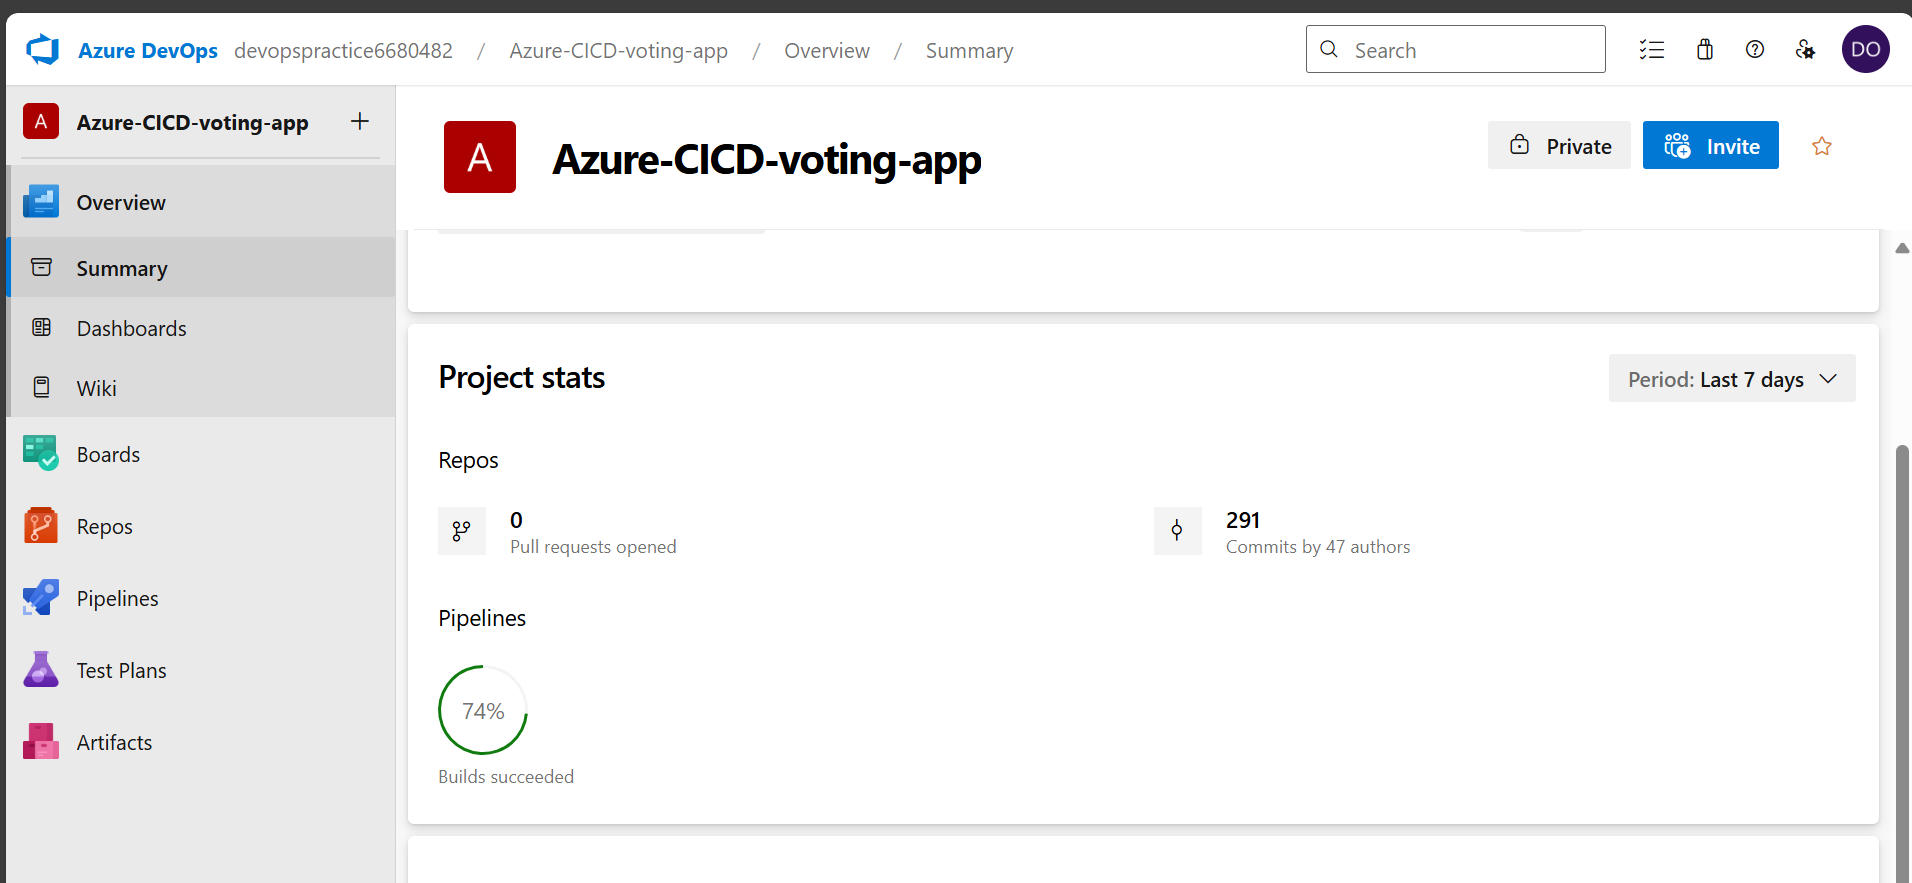 Azure DevOps devopspractice6680482 / Azure-CICD-voting-app / Overview / Summary
Search
DO
A Azure-CICD-voting-app +
Overview
Summary
Dashboards
Wiki
Boards
Repos
Pipelines
Test Plans
Artifacts
A Azure-CICD-voting-app
Private
Invite
Project stats
Period: Last 7 days
Repos
0
Pull requests opened
291
Commits by 47 authors
Pipelines
74%
Builds succeeded